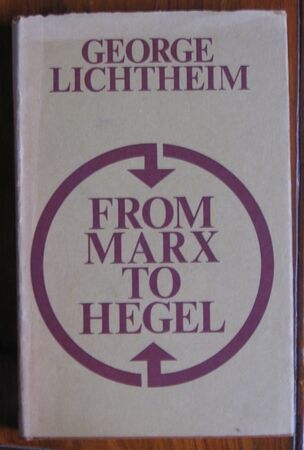 GEORGE
LICHTHEIM
FROM
MARX
TO
HEGEL